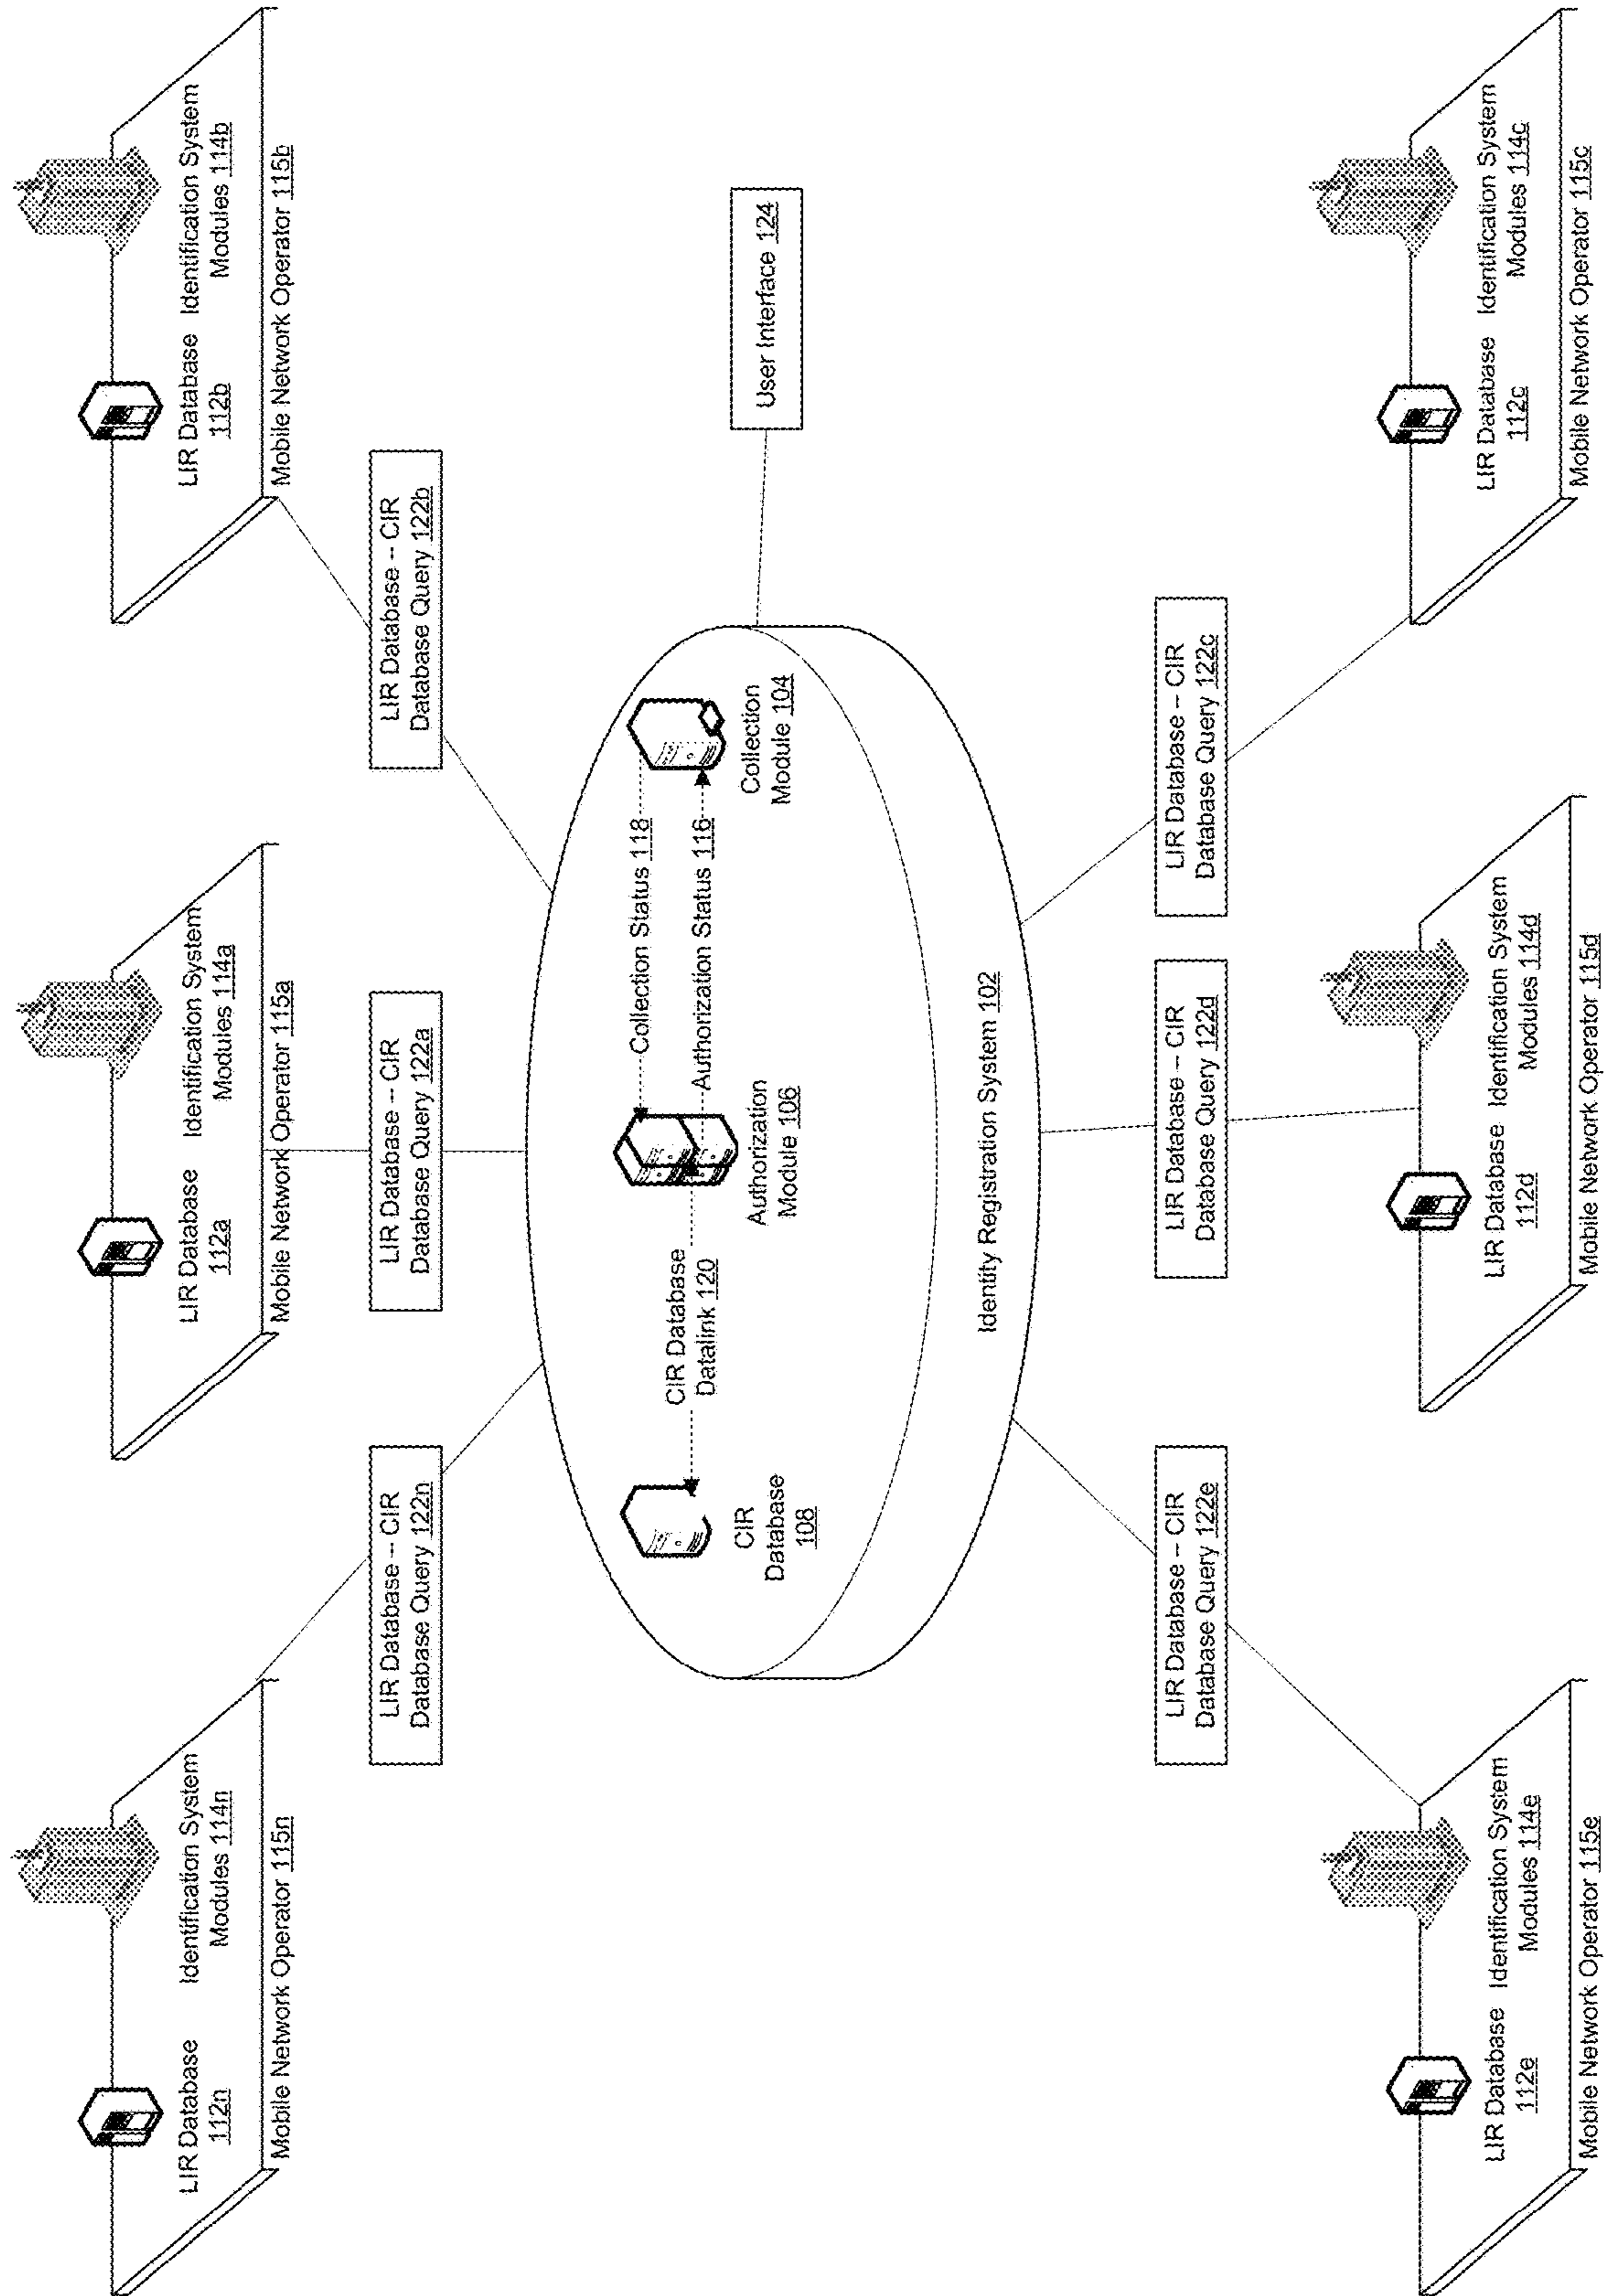 LIR Database
112n
Identification System
Modules 114n
Mobile Network Operator 115n
LIR Database
112a
Identification System
Modules 114a
Mobile Network Operator 115a
LIR Database
112b
Identification System
Modules 114b
Mobile Network Operator 115b
LIR Database -- CIR
Database Query 122n
LIR Database -- CIR
Database Query 122a
LIR Database -- CIR
Database Query 122b
CIR Database
Datalink 120
Collection Status 118
Authorization Status 116
CIR
Database
108
Authorization
Module 106
Collection
Module 104
User Interface 124
Identity Registration System 102
LIR Database -- CIR
Database Query 122e
LIR Database -- CIR
Database Query 122d
LIR Database -- CIR
Database Query 122c
LIR Database
112e
Identification System
Modules 114e
Mobile Network Operator 115e
LIR Database
112d
Identification System
Modules 114d
Mobile Network Operator 115d
LIR Database
112c
Identification System
Modules 114c
Mobile Network Operator 115c